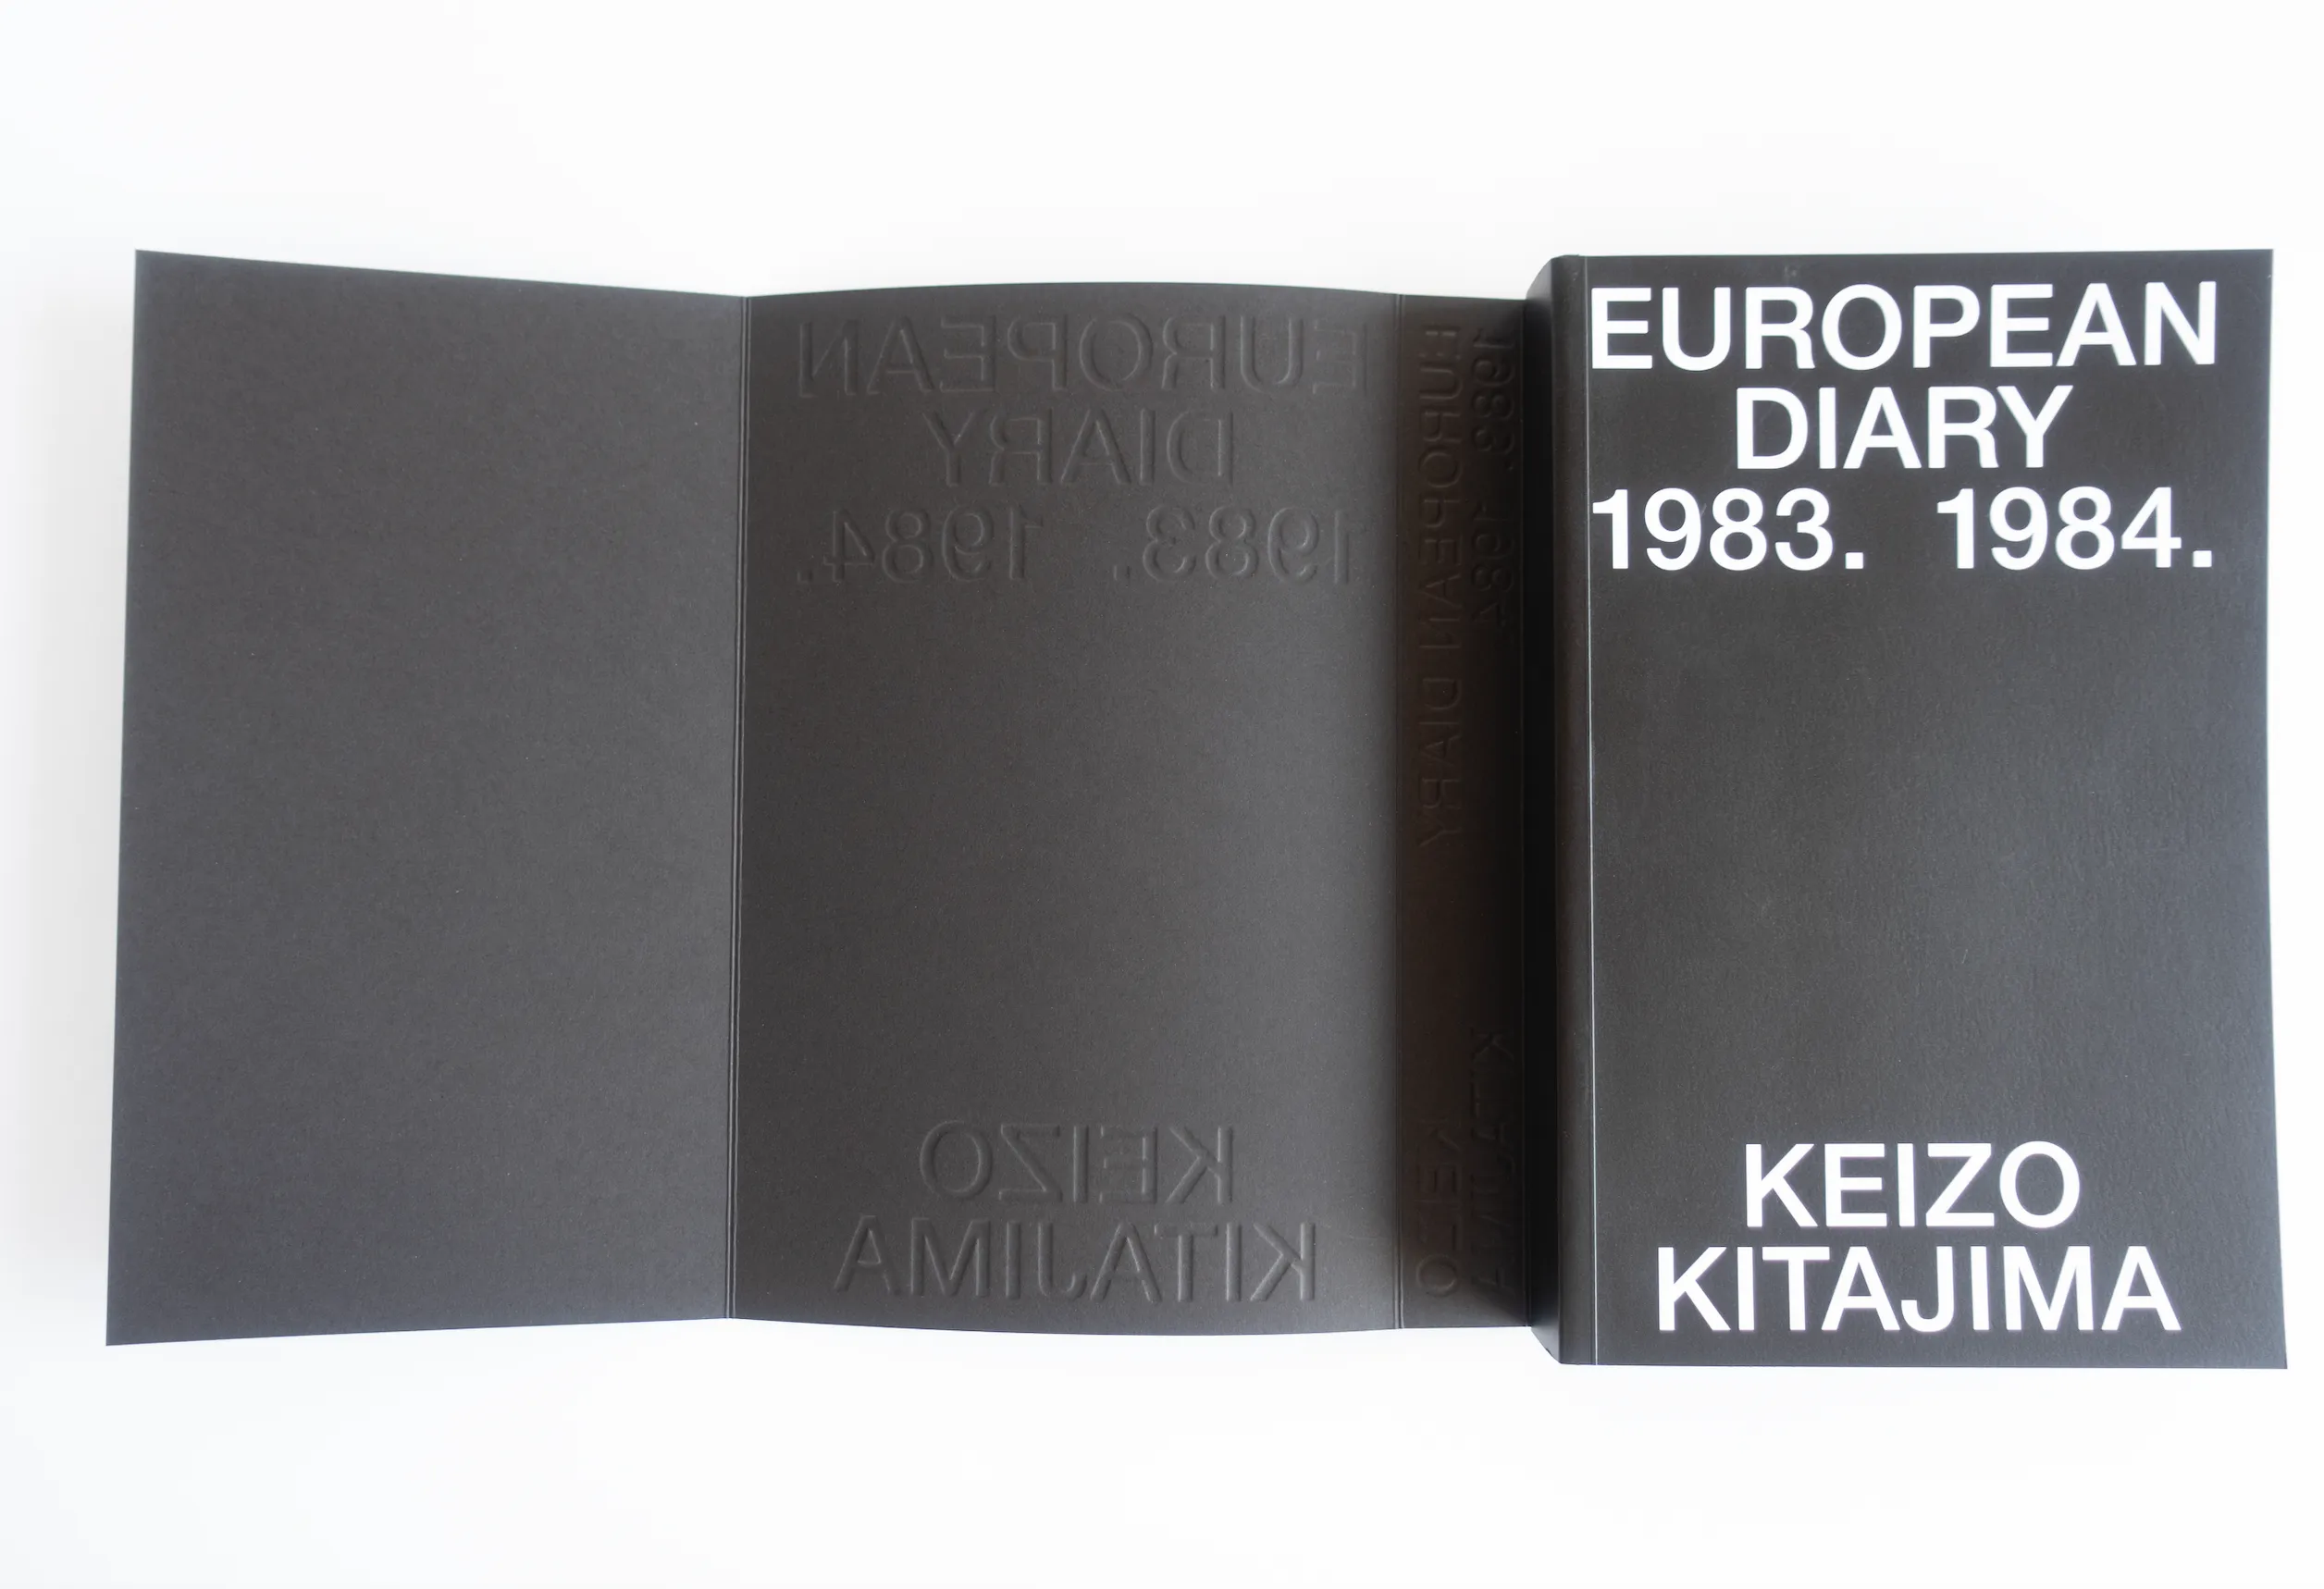 EUROPEAN
DIARY
1983. 1984.
KEIZO
KITAJIMA
1983. 1984.
EUROPEAN DIARY
KITAJIMA
KEIZO
EUROPEAN
DIARY
1983. 1984.
KEIZO
KITAJIMA